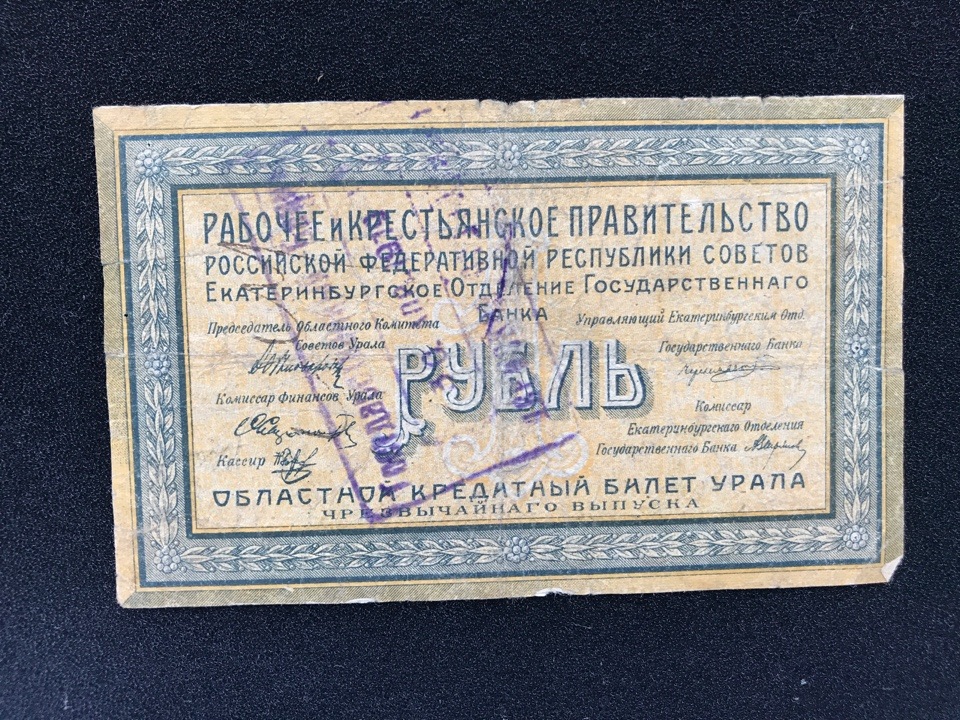 РАБОЧЕЕ и КРЕСТЬЯНСКОЕ ПРАВИТЕЛЬСТВО
РОССИЙСКОЙ ФЕДЕРАТИВНОЙ РЕСПУБЛИКИ СОВЕТОВ
ЕКАТЕРИНБУРГСКОЕ ОТДѢЛЕНИЕ ГОСУДАРСТВЕННАГО
БАНКА
Председатель Областного Комитета
Советов Урала
Управляющий Екатеринбургским Отд.
Государственнаго Банка
РУБЛЬ
Комиссар Финансов Урала
Комиссар
Екатеринбургскаго Отделения
Государственнаго Банка
Кассир
ОБЛАСТНОЙ КРЕДИТНЫЙ БИЛЕТ УРАЛА
ЧРЕЗВЫЧАЙНАГО ВЫПУСКА